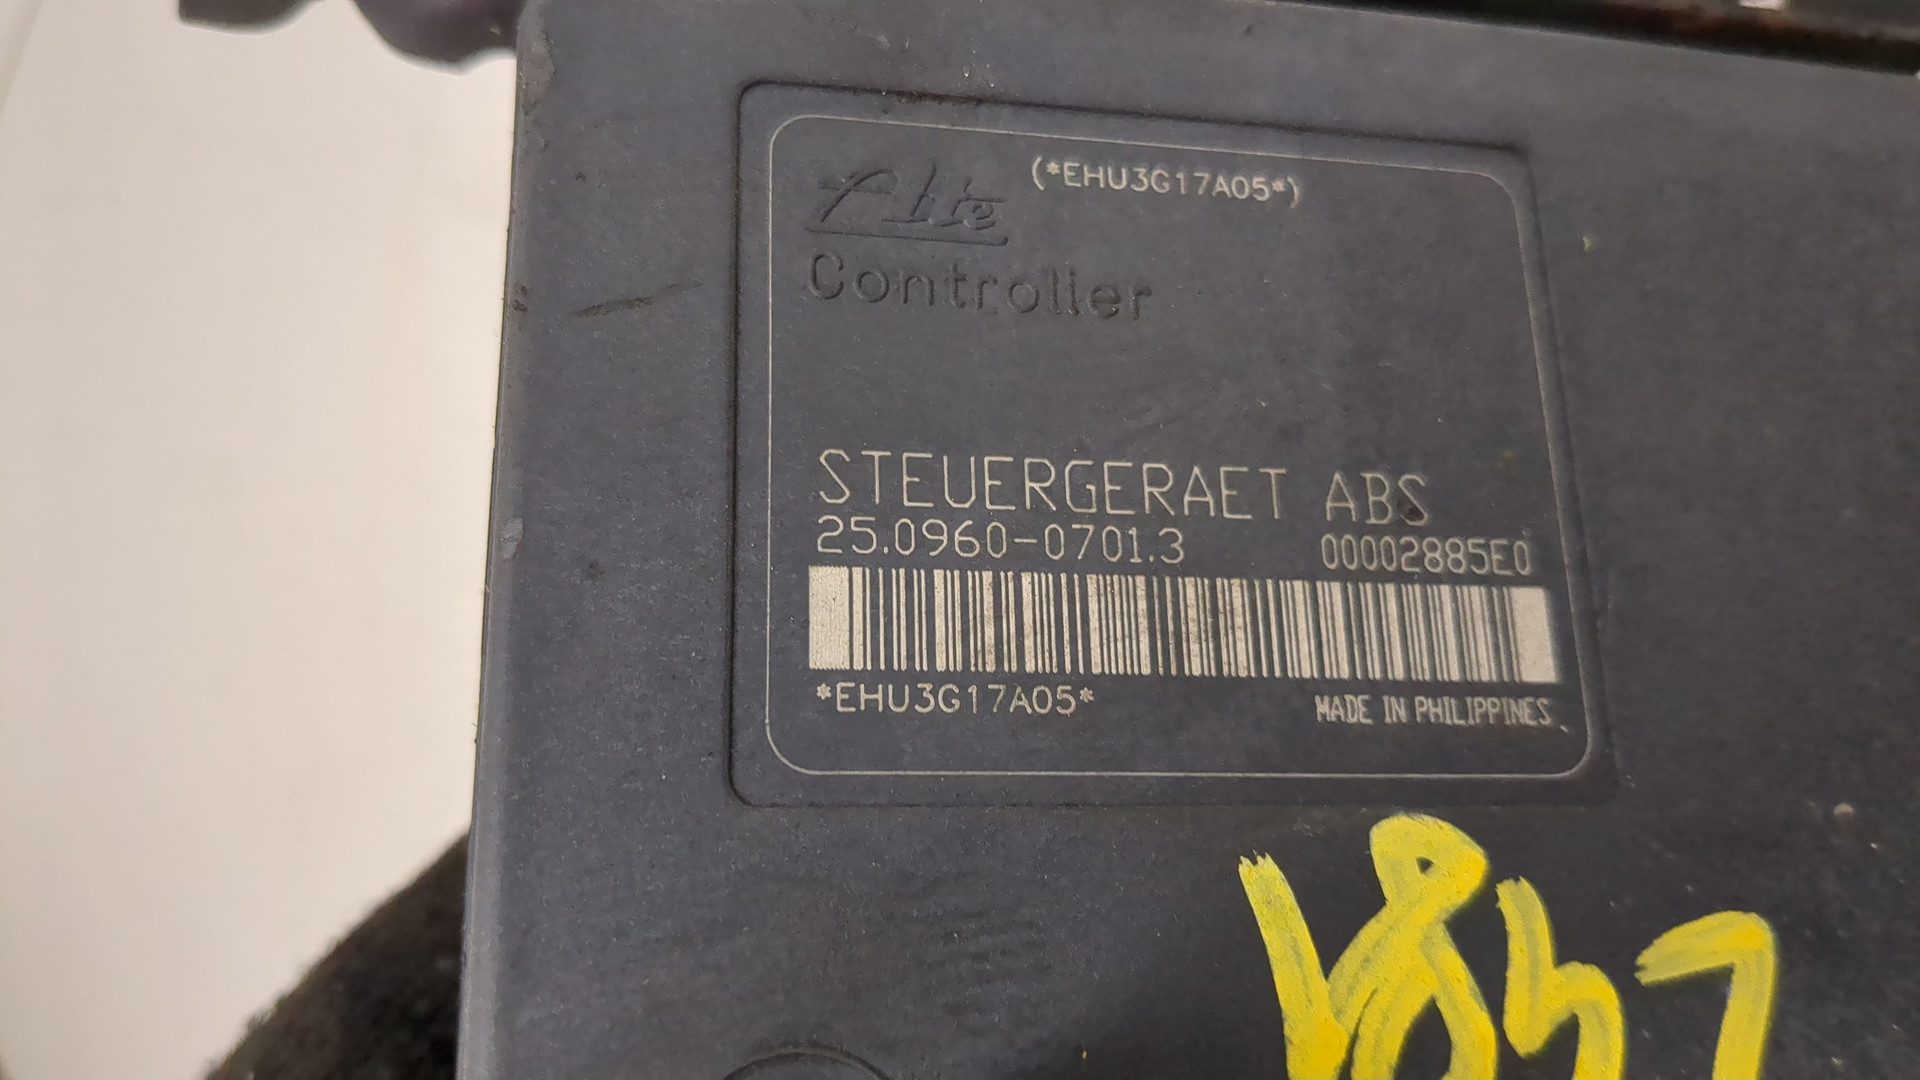 Ate (*EHU3G17A05*)
Controller
STEUERGERAET ABS
25.0960-0701.3 00002885E0
*EHU3G17A05* MADE IN PHILIPPINES